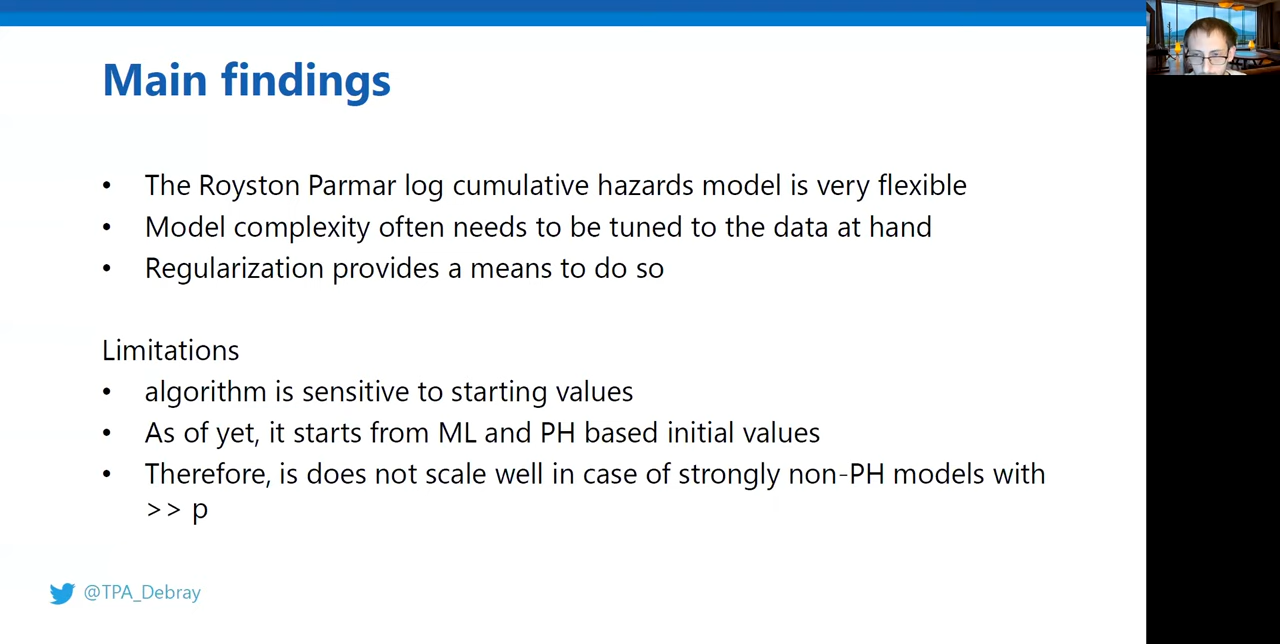 Main findings
• The Royston Parmar log cumulative hazards model is very flexible
• Model complexity often needs to be tuned to the data at hand
• Regularization provides a means to do so
Limitations
• algorithm is sensitive to starting values
• As of yet, it starts from ML and PH based initial values
• Therefore, is does not scale well in case of strongly non-PH models with
>> p
@TPA_Debray